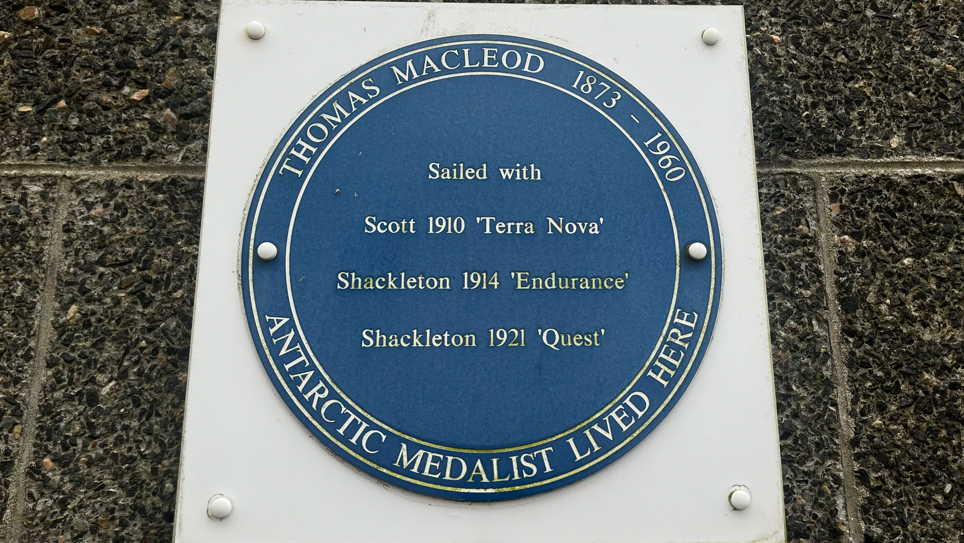 THOMAS MACLEOD 1873 - 1960
Sailed with
Scott 1910 'Terra Nova'
Shackleton 1914 'Endurance'
Shackleton 1921 'Quest'
ANTARCTIC MEDALIST LIVED HERE